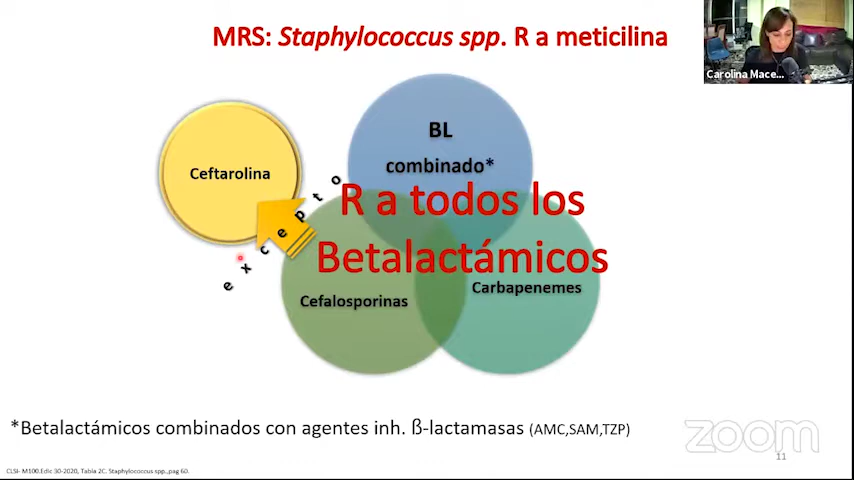 MRS: Staphylococcus spp. R a meticilina
Carolina Mace...
BL
combinado*
Ceftarolina
excepto
R a todos los
Betalactámicos
Carbapenemes
Cefalosporinas
*Betalactámicos combinados con agentes inh. ß-lactamasas (AMC,SAM,TZP)
zoom
11
CLSI- M100.Edic 30-2020, Tabla 2C. Staphylococcus spp.,pag 60.